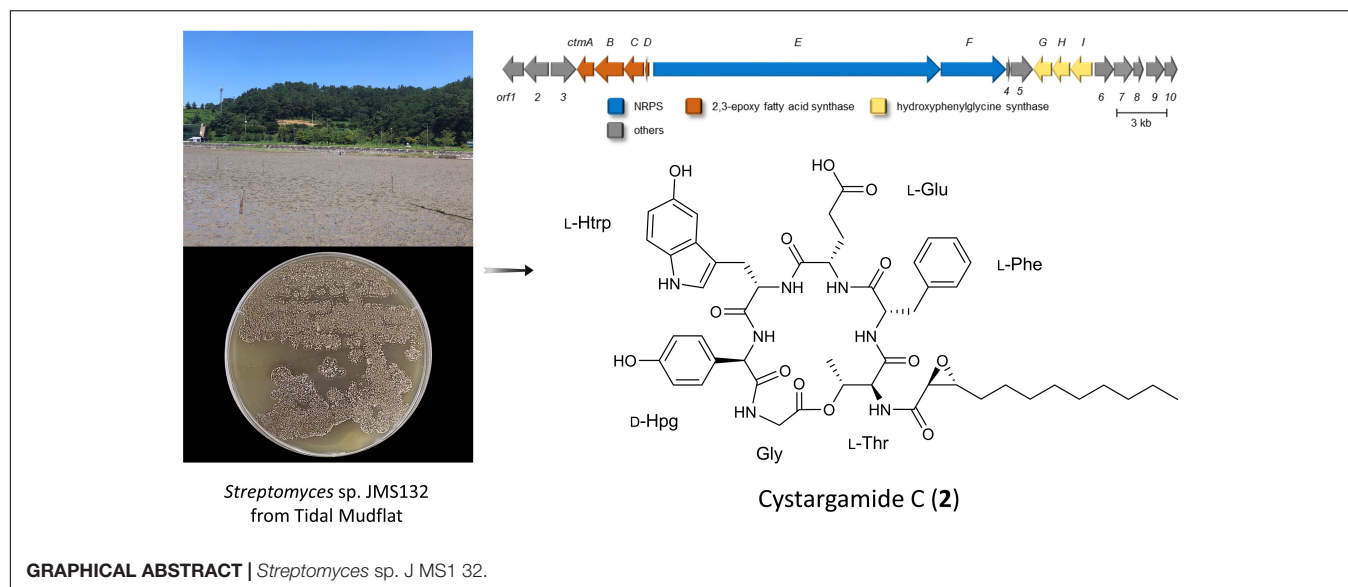 ctmA B C D E F G H I
orf1 2 3 4 5 6 7 8 9 10
NRPS 2,3-epoxy fatty acid synthase hydroxyphenylglycine synthase
others
3 kb
OH
HO
O
L-Glu
L-Htrp
L-Phe
O
O
HN
NH
NH
O
NH
NH
O
O
HO
O
O
O
HN
NH
O
D-Hpg
Gly
L-Thr
Streptomyces sp. JMS132
from Tidal Mudflat
Cystargamide C (2)
GRAPHICAL ABSTRACT | Streptomyces sp. J MS1 32.